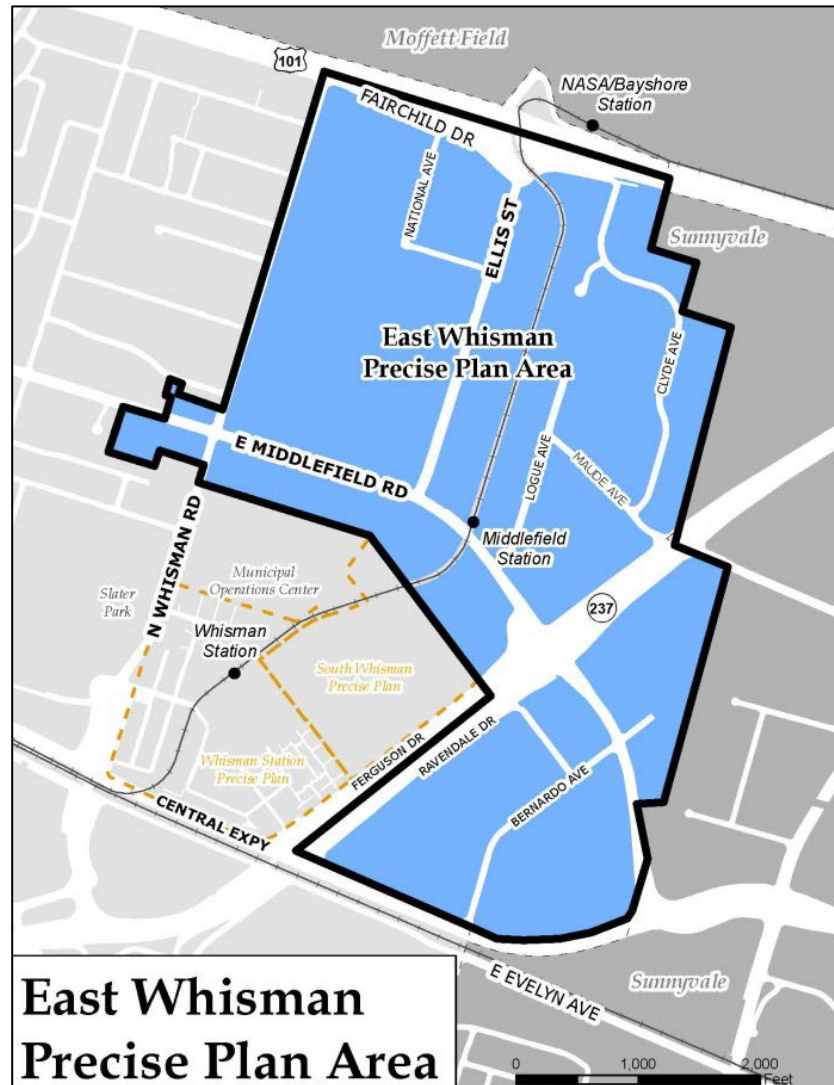 Moffett Field
101
NASA/Bayshore
Station
FAIRCHILD DR
NATIONAL AVE
ELLIS ST
Sunnyvale
East Whisman
Precise Plan Area
CLYDE AVE
LOGUE AVE
MAUDE AVE
E MIDDLEFIELD RD
N WHISMAN RD
Middlefield
Station
Municipal
Operations Center
Slater
Park
237
Whisman
Station
South Whisman
Precise Plan
Whisman Station
Precise Plan
FERGUSON DR
RAVENDALE DR
BERNARDO AVE
CENTRAL EXPY
E EVELYN AVE
Sunnyvale
East Whisman
Precise Plan Area
0 1,000 2,000
Feet